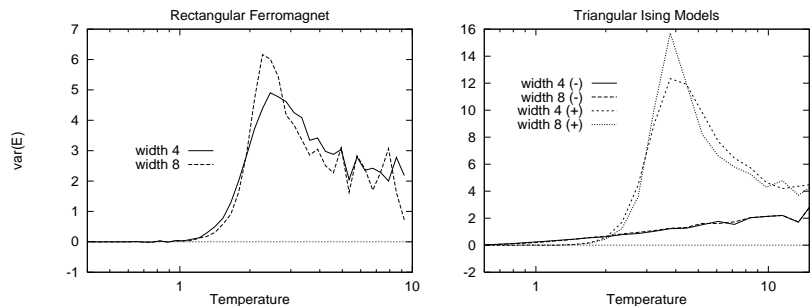 Rectangular Ferromagnet
7
6
5
4
3
2
1
0
-1
var(E)
width 4
width 8
1
10
Temperature
Triangular Ising Models
16
14
12
10
8
6
4
2
0
-2
width 4 (-)
width 8 (-)
width 4 (+)
width 8 (+)
1
10
Temperature